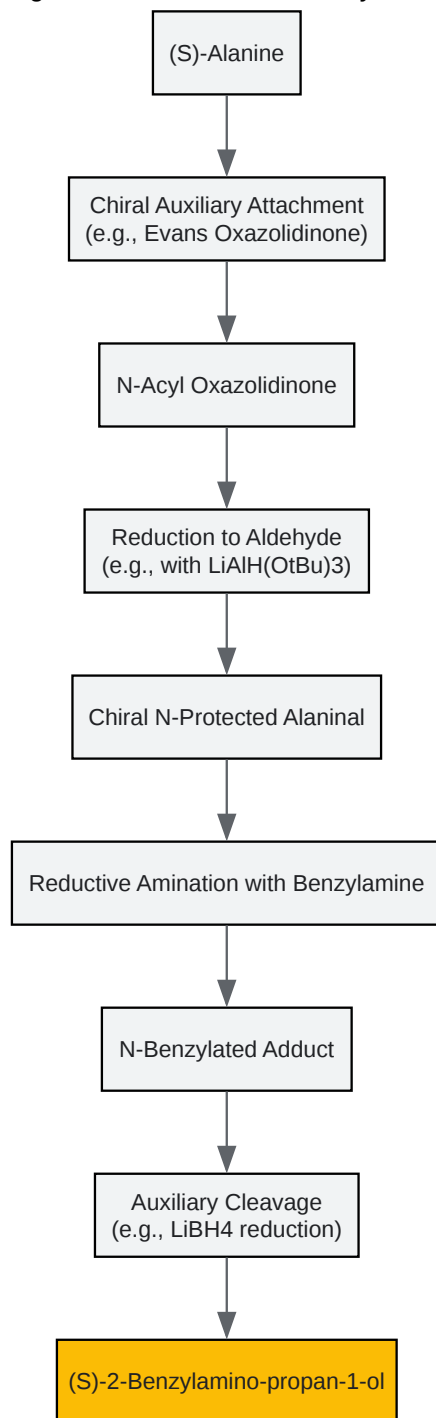 (S)-Alanine
Chiral Auxiliary Attachment
(e.g., Evans Oxazolidinone)
N-Acyl Oxazolidinone
Reduction to Aldehyde
(e.g., with LiAlH(OtBu)3)
Chiral N-Protected Alaninal
Reductive Amination with Benzylamine
N-Benzylated Adduct
Auxiliary Cleavage
(e.g., LiBH4 reduction)
(S)-2-Benzylamino-propan-1-ol